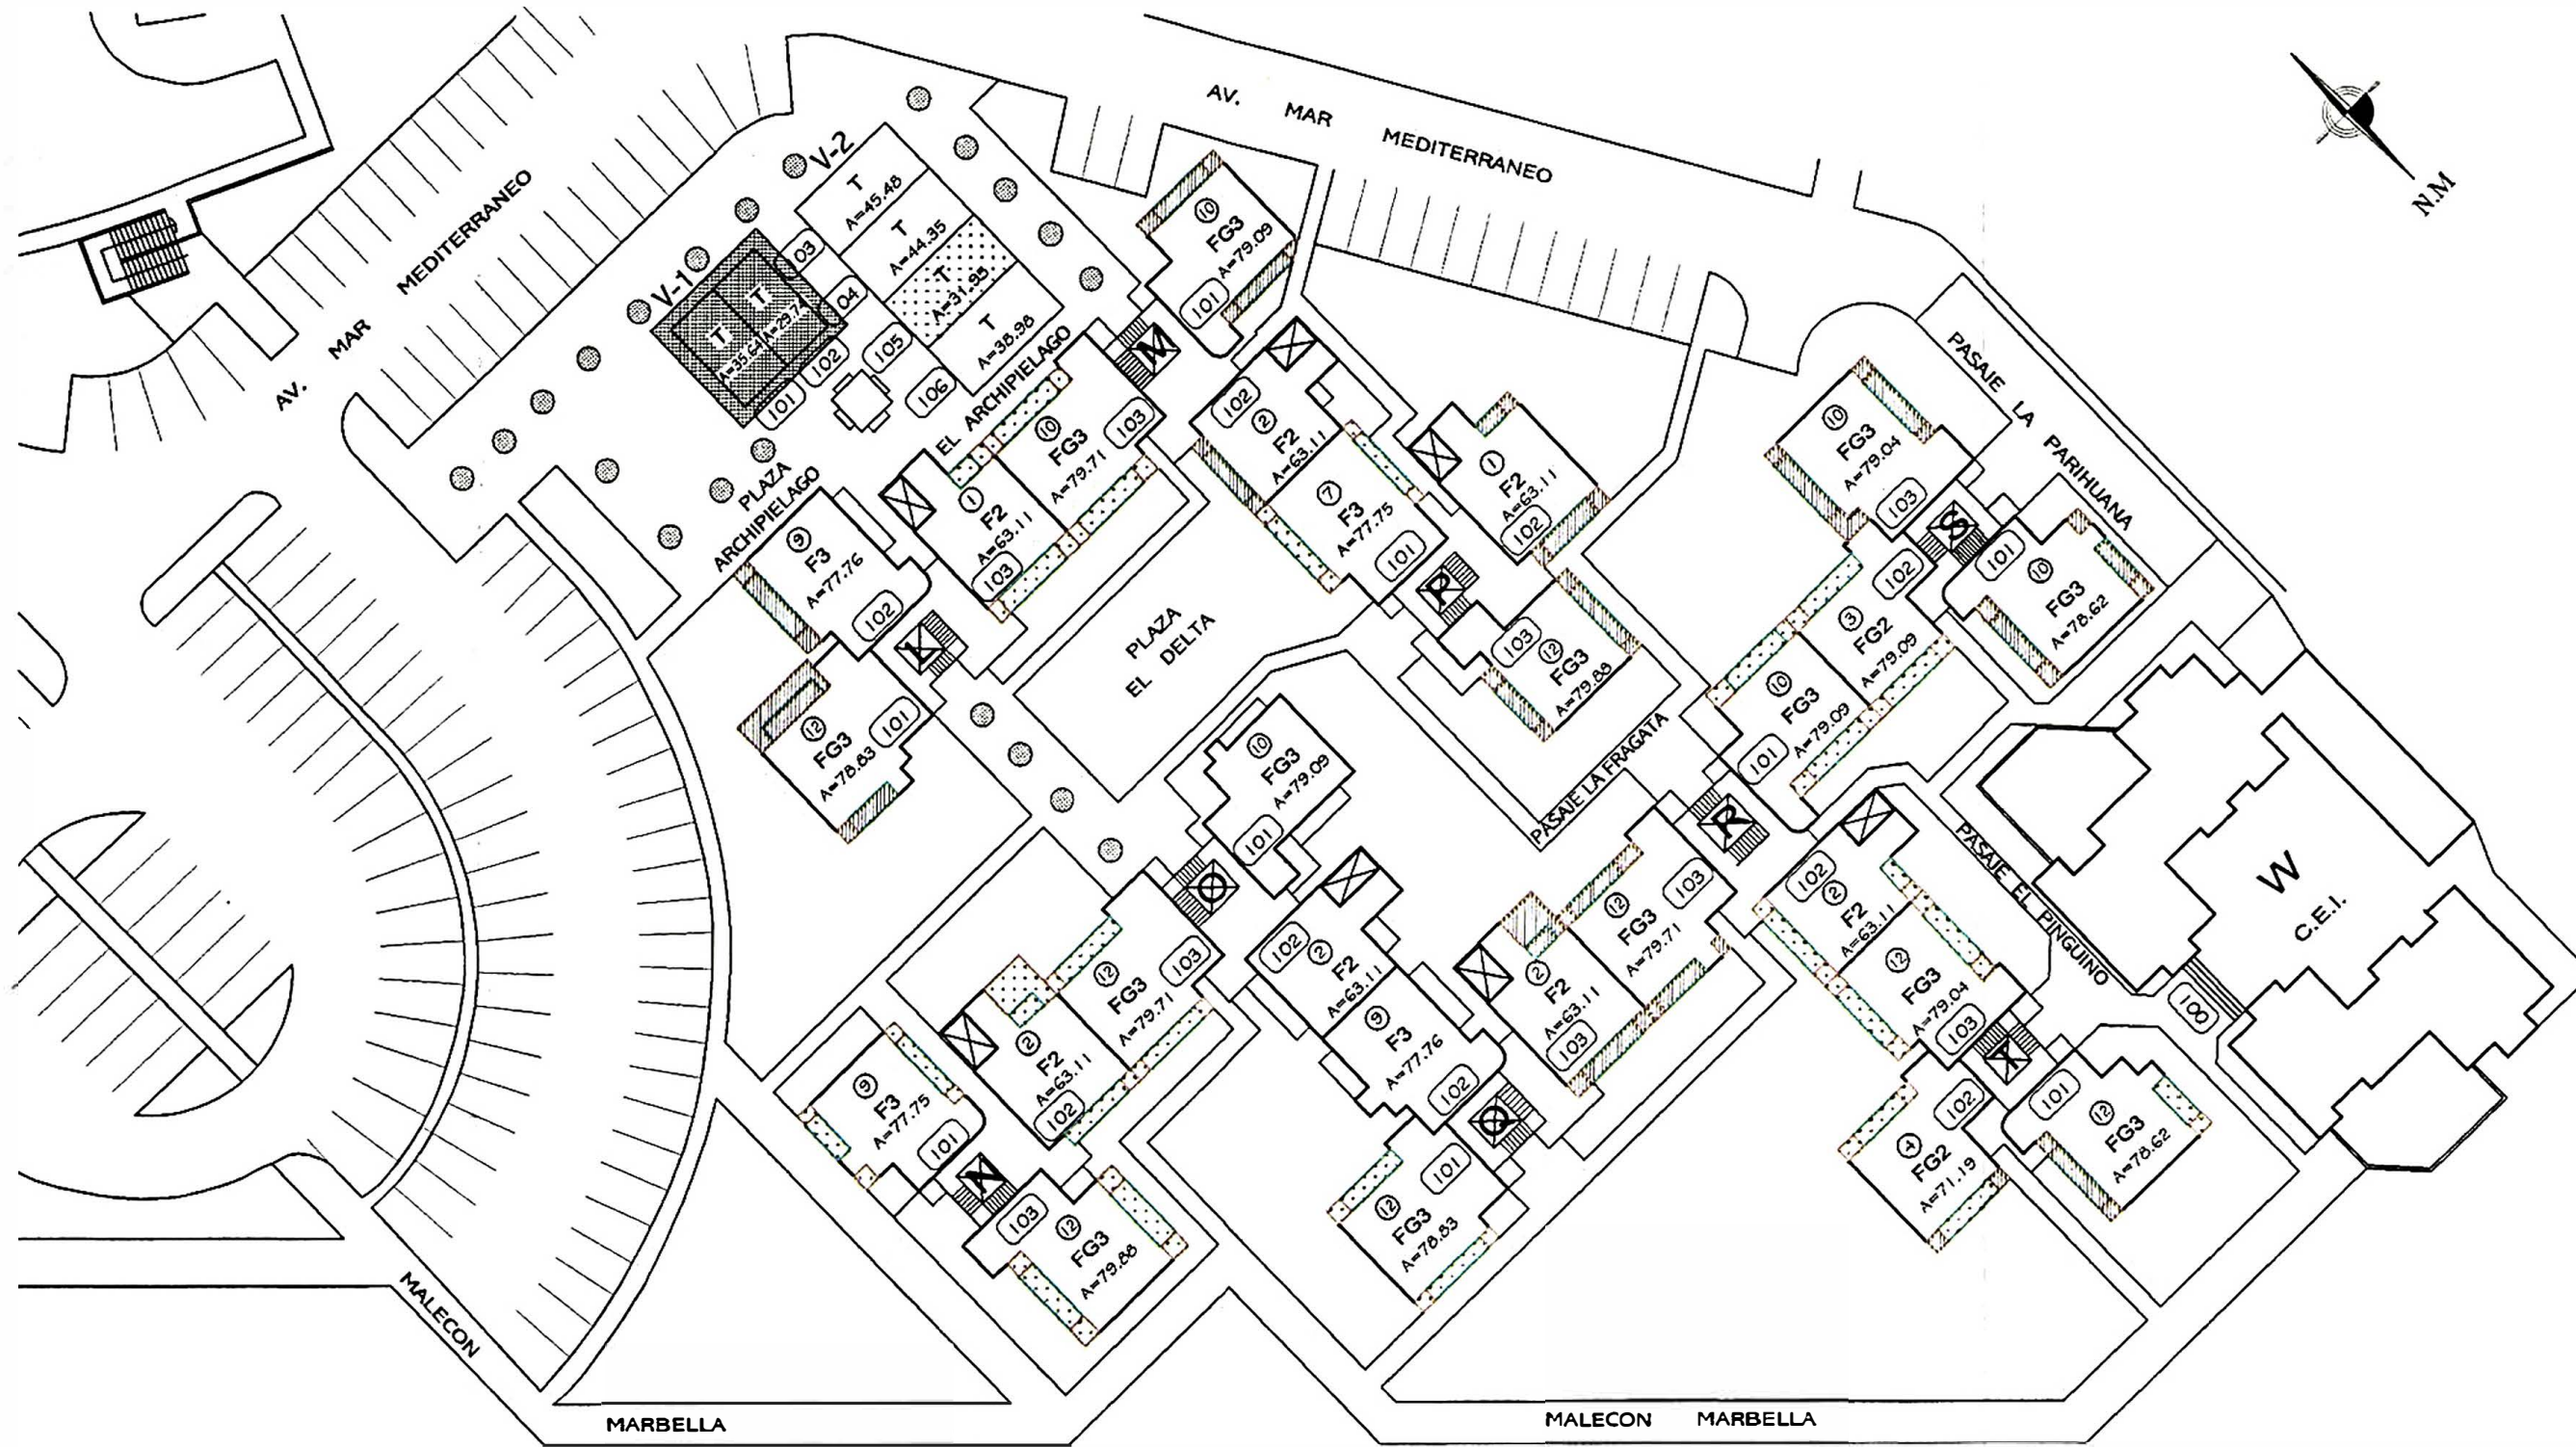 AV. MAR MEDITERRANEO
AV. MAR MEDITERRANEO
N.M
V-2
T
A=45.48
T
A=44.35
T
A=31.95
T
A=38.98
V-1
T
A=35.64
T
A=29.74
101
102
103
104
105
106
EL ARCHIPIELAGO
PLAZA
ARCHIPIELAGO
10
FG3
A=79.09
101
M
10
FG3
A=79.71
103
1
F2
A=63.11
103
9
F3
A=77.76
102
L
12
FG3
A=78.83
101
102
2
F2
A=63.11
7
F3
A=77.75
101
P
1
F2
A=63.11
102
103
12
FG3
A=79.88
PLAZA
EL DELTA
PASAJE LA FRAGATA
PASAJE LA PARIHUANA
10
FG3
A=79.04
103
S
101
10
FG3
A=78.62
102
3
FG2
A=79.09
10
FG3
A=79.09
101
R
10
FG3
A=79.09
101
O
12
FG3
A=79.71
103
2
F2
A=63.11
102
9
F3
A=77.75
101
N
103
12
FG3
A=79.88
102
2
F2
A=63.11
9
F3
A=77.76
102
Q
101
12
FG3
A=78.83
12
FG3
A=79.71
103
2
F2
A=63.11
103
102
2
F2
A=63.11
12
FG3
A=79.04
103
T
102
4
FG2
A=71.19
101
12
FG3
A=78.62
PASAJE EL PINGUINO
W
C.E.I.
100
MALECON
MARBELLA
MALECON MARBELLA